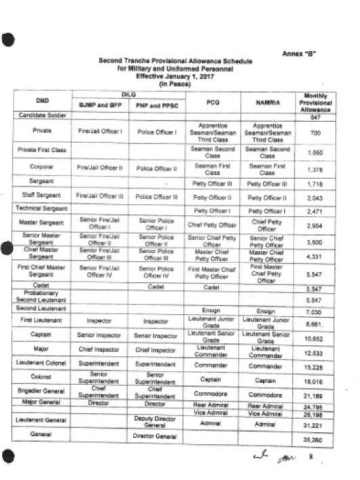 Annex "B"
Second Tranche Provisional Allowance Schedule
for Military and Uniformed Personnel
Effective January 1, 2017
(in Pesos)
DND DILG PCG NAMRIA Monthly Provisional Allowance
BJMP and BFP PNP and PPSC
Candidate Soldier 547
Private Fire/Jail Officer I Police Officer I Apprentice Seaman/Seaman Third Class Apprentice Seaman/Seaman Third Class 700
Private First Class Seaman Second Class Seaman Second Class 1,050
Corporal Fire/Jail Officer II Police Officer II Seaman First Class Seaman First Class 1,378
Sergeant Petty Officer III Petty Officer III 1,718
Staff Sergeant Fire/Jail Officer III Police Officer III Petty Officer II Petty Officer II 2,043
Technical Sergeant Petty Officer I Petty Officer I 2,471
Master Sergeant Senior Fire/Jail Officer I Senior Police Officer I Chief Petty Officer Chief Petty Officer 2,554
Senior Master Sergeant Senior Fire/Jail Officer II Senior Police Officer II Senior Chief Petty Officer Senior Chief Petty Officer
Chief Master Sergeant Senior Fire/Jail Officer III Senior Police Officer III Master Chief Petty Officer Master Chief Petty Officer 4,331
First Chief Master Sergeant Senior Fire/Jail Officer IV Senior Police Officer IV First Master Chief Petty Officer First Master Chief Petty Officer 5,547
Cadet Cadet Cadet 5,547
Probationary Second Lieutenant 5,547
Second Lieutenant Ensign Ensign 7,030
First Lieutenant Inspector Inspector Lieutenant Junior Grade Lieutenant Junior Grade
Captain Senior Inspector Senior Inspector Lieutenant Senior Grade Lieutenant Senior Grade 10,652
Major Chief Inspector Chief Inspector Lieutenant Commander Lieutenant Commander 12,533
Lieutenant Colonel Superintendent Superintendent Commander Commander 15,228
Colonel Senior Superintendent Senior Superintendent Captain Captain 18,016
Brigadier General Chief Superintendent Chief Superintendent Commodore Commodore 21,189
Major General Director Director Rear Admiral Rear Admiral 24,795
Lieutenant General Deputy Director General Vice Admiral Vice Admiral 28,198
Admiral Admiral 31,221
General Director General 35,260
8